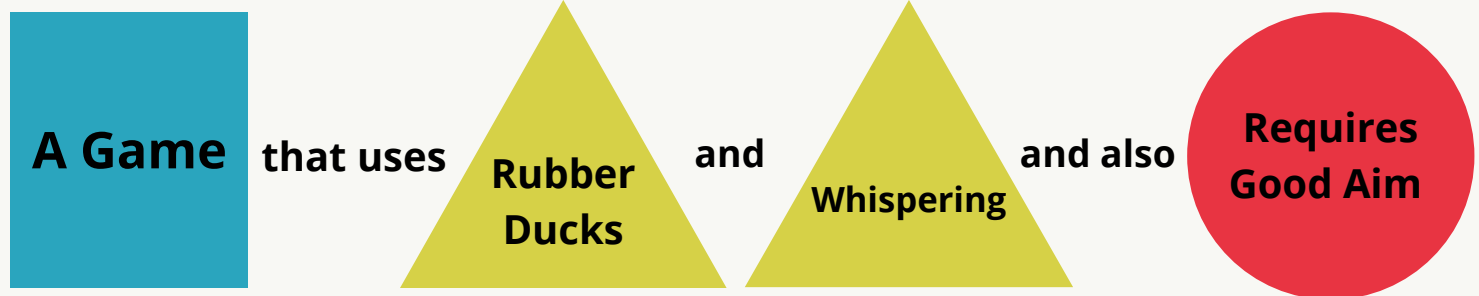 A Game that uses Rubber Ducks and Whispering and also Requires Good Aim